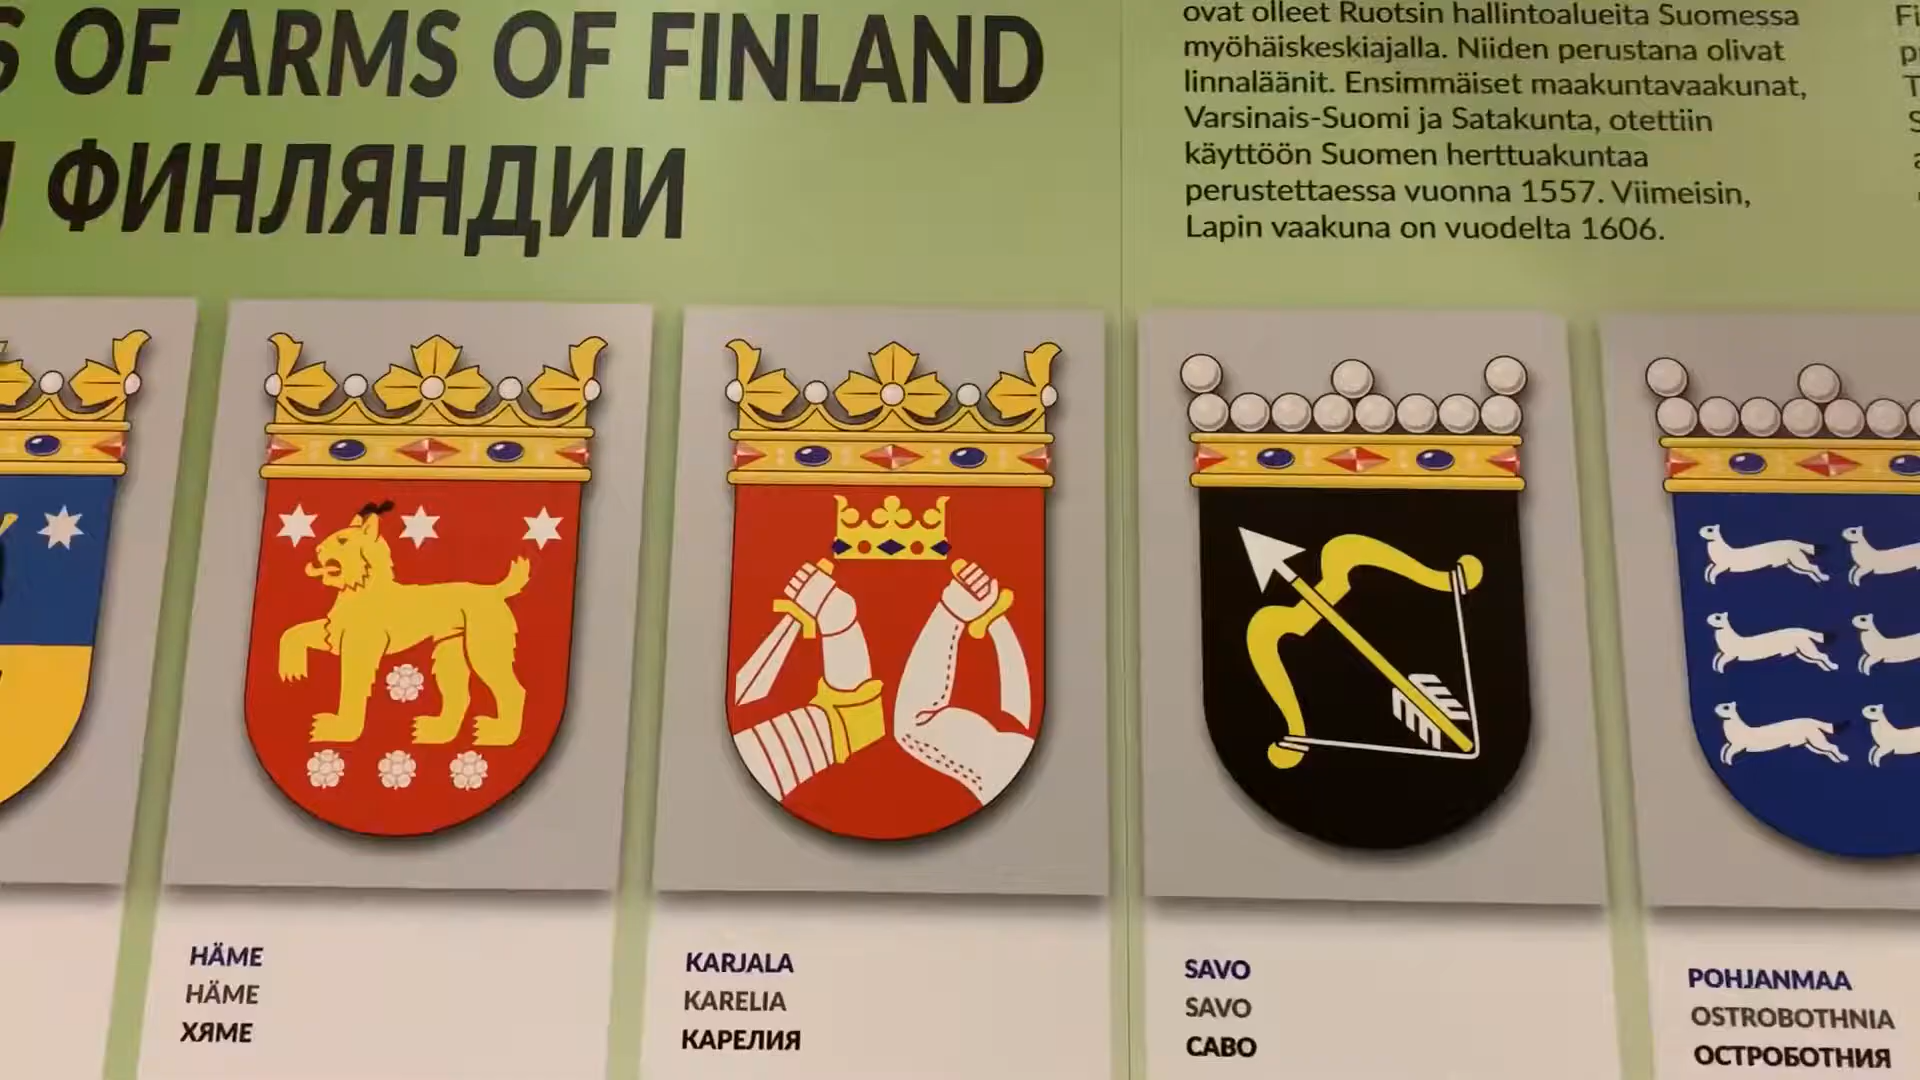 S OF ARMS OF FINLAND
ФИНЛЯНДИИ
ovat olleet Ruotsin hallintoalueita Suomessa
myöhäiskeskiajalla. Niiden perustana olivat
linnaläänit. Ensimmäiset maakuntavaakunat,
Varsinais-Suomi ja Satakunta, otettiin
käyttöön Suomen herttuakuntaa
perustettaessa vuonna 1557. Viimeisin,
Lapin vaakuna on vuodelta 1606.
HÄME
HÄME
ХЯМЕ
KARJALA
KARELIA
КАРЕЛИЯ
SAVO
SAVO
САВО
POHJANMAA
OSTROBOTHNIA
ОСТРОБОТНИЯ